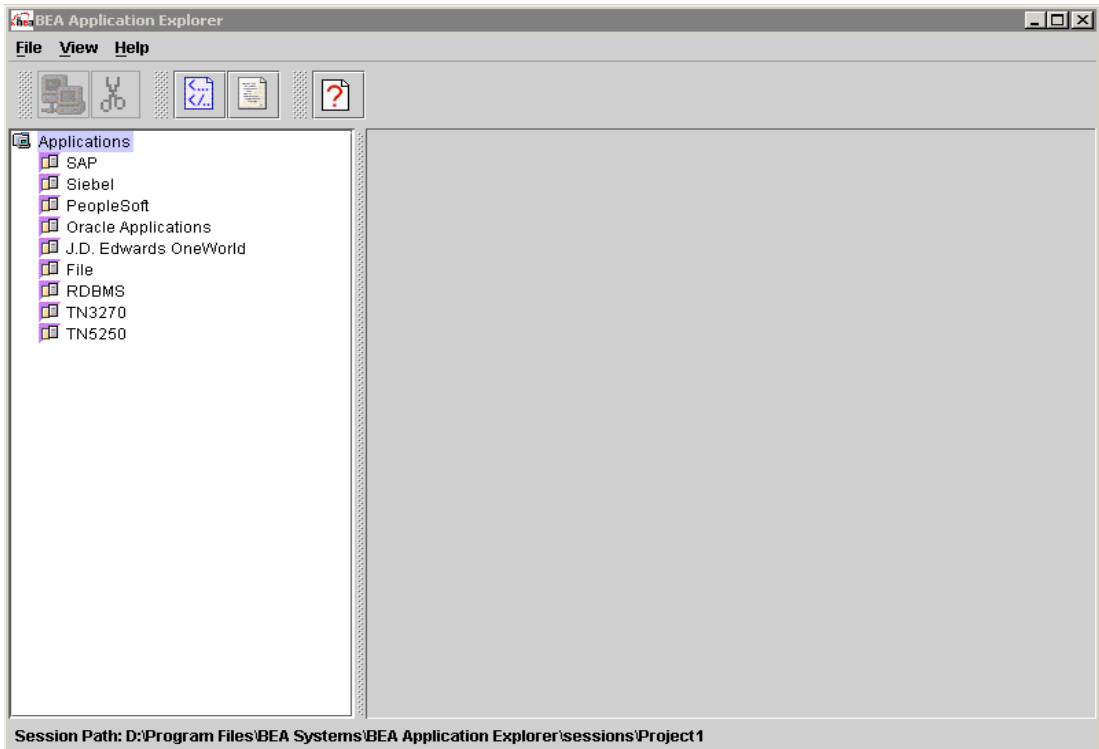 BEA Application Explorer
File View Help
Applications
SAP
Siebel
PeopleSoft
Oracle Applications
J.D. Edwards OneWorld
File
RDBMS
TN3270
TN5250
Session Path: D:\Program Files\BEA Systems\BEA Application Explorer\sessions\Project1